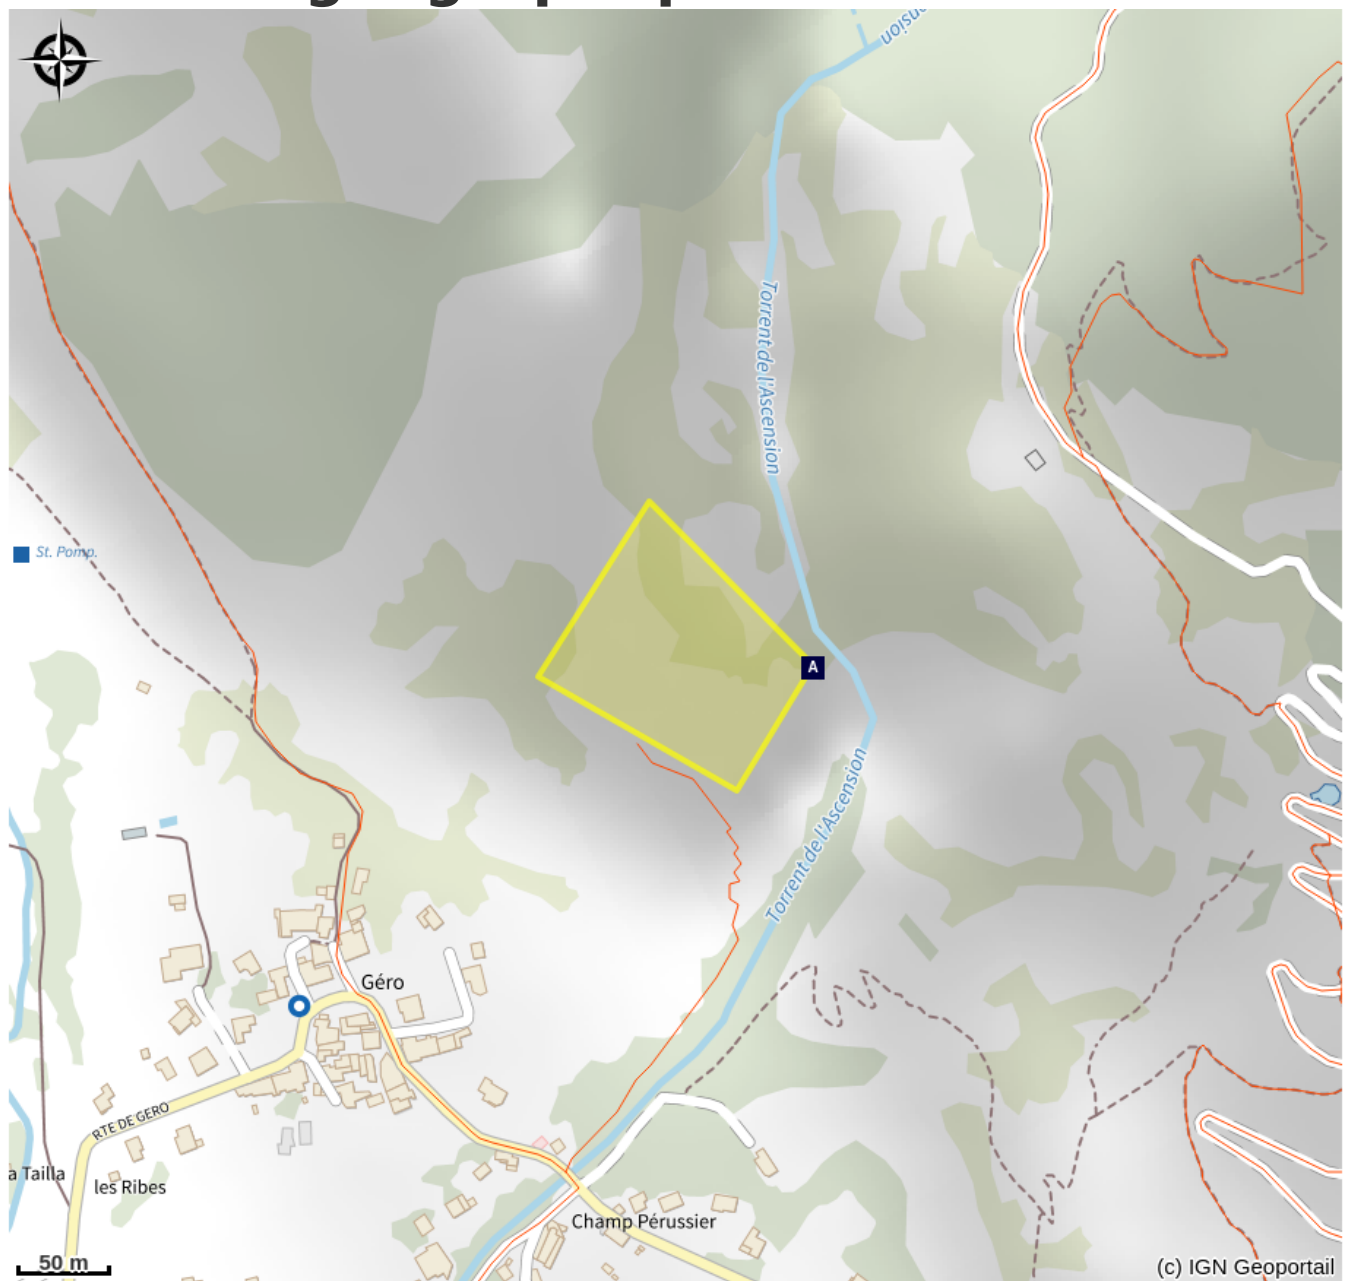 Torrent de l'Ascension
St. Pomp.
A
Torrent de l'Ascension
Géro
RTE DE GERO
a Tailla
les Ribes
Champ Pérussier
50 m
(c) IGN Geoportail